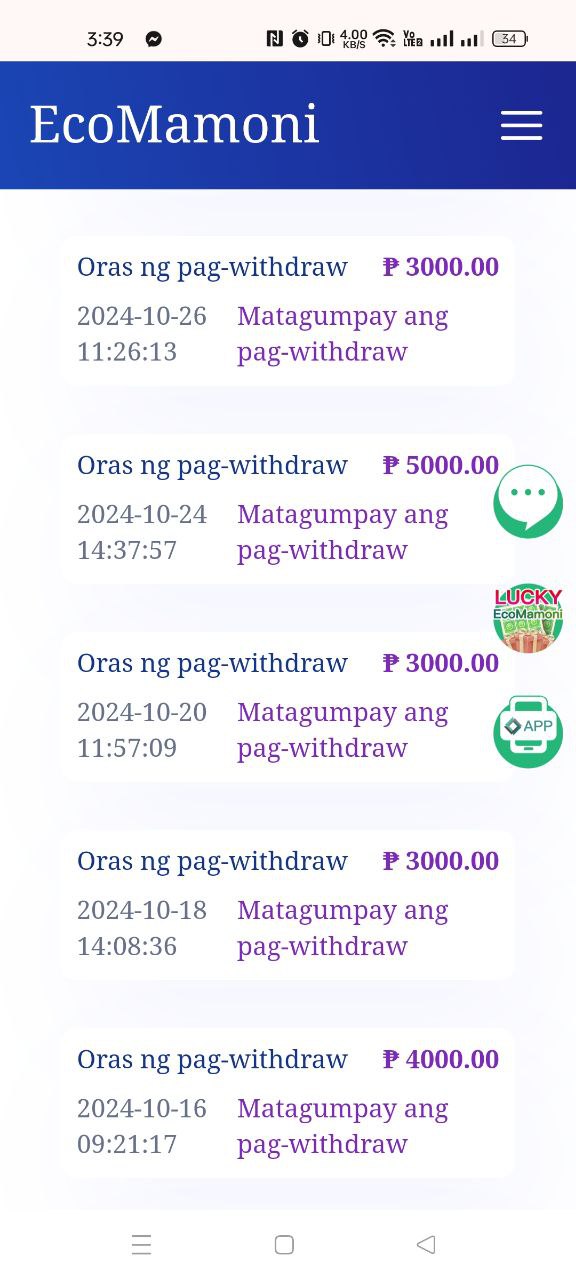 3:39
4.00 KB/S
Vo LTE2
34
EcoMamoni
Oras ng pag-withdraw ₱ 3000.00
2024-10-26 Matagumpay ang
11:26:13 pag-withdraw
Oras ng pag-withdraw ₱ 5000.00
2024-10-24 Matagumpay ang
14:37:57 pag-withdraw
LUCKY
EcoMamoni
Oras ng pag-withdraw ₱ 3000.00
2024-10-20 Matagumpay ang
11:57:09 pag-withdraw
APP
Oras ng pag-withdraw ₱ 3000.00
2024-10-18 Matagumpay ang
14:08:36 pag-withdraw
Oras ng pag-withdraw ₱ 4000.00
2024-10-16 Matagumpay ang
09:21:17 pag-withdraw